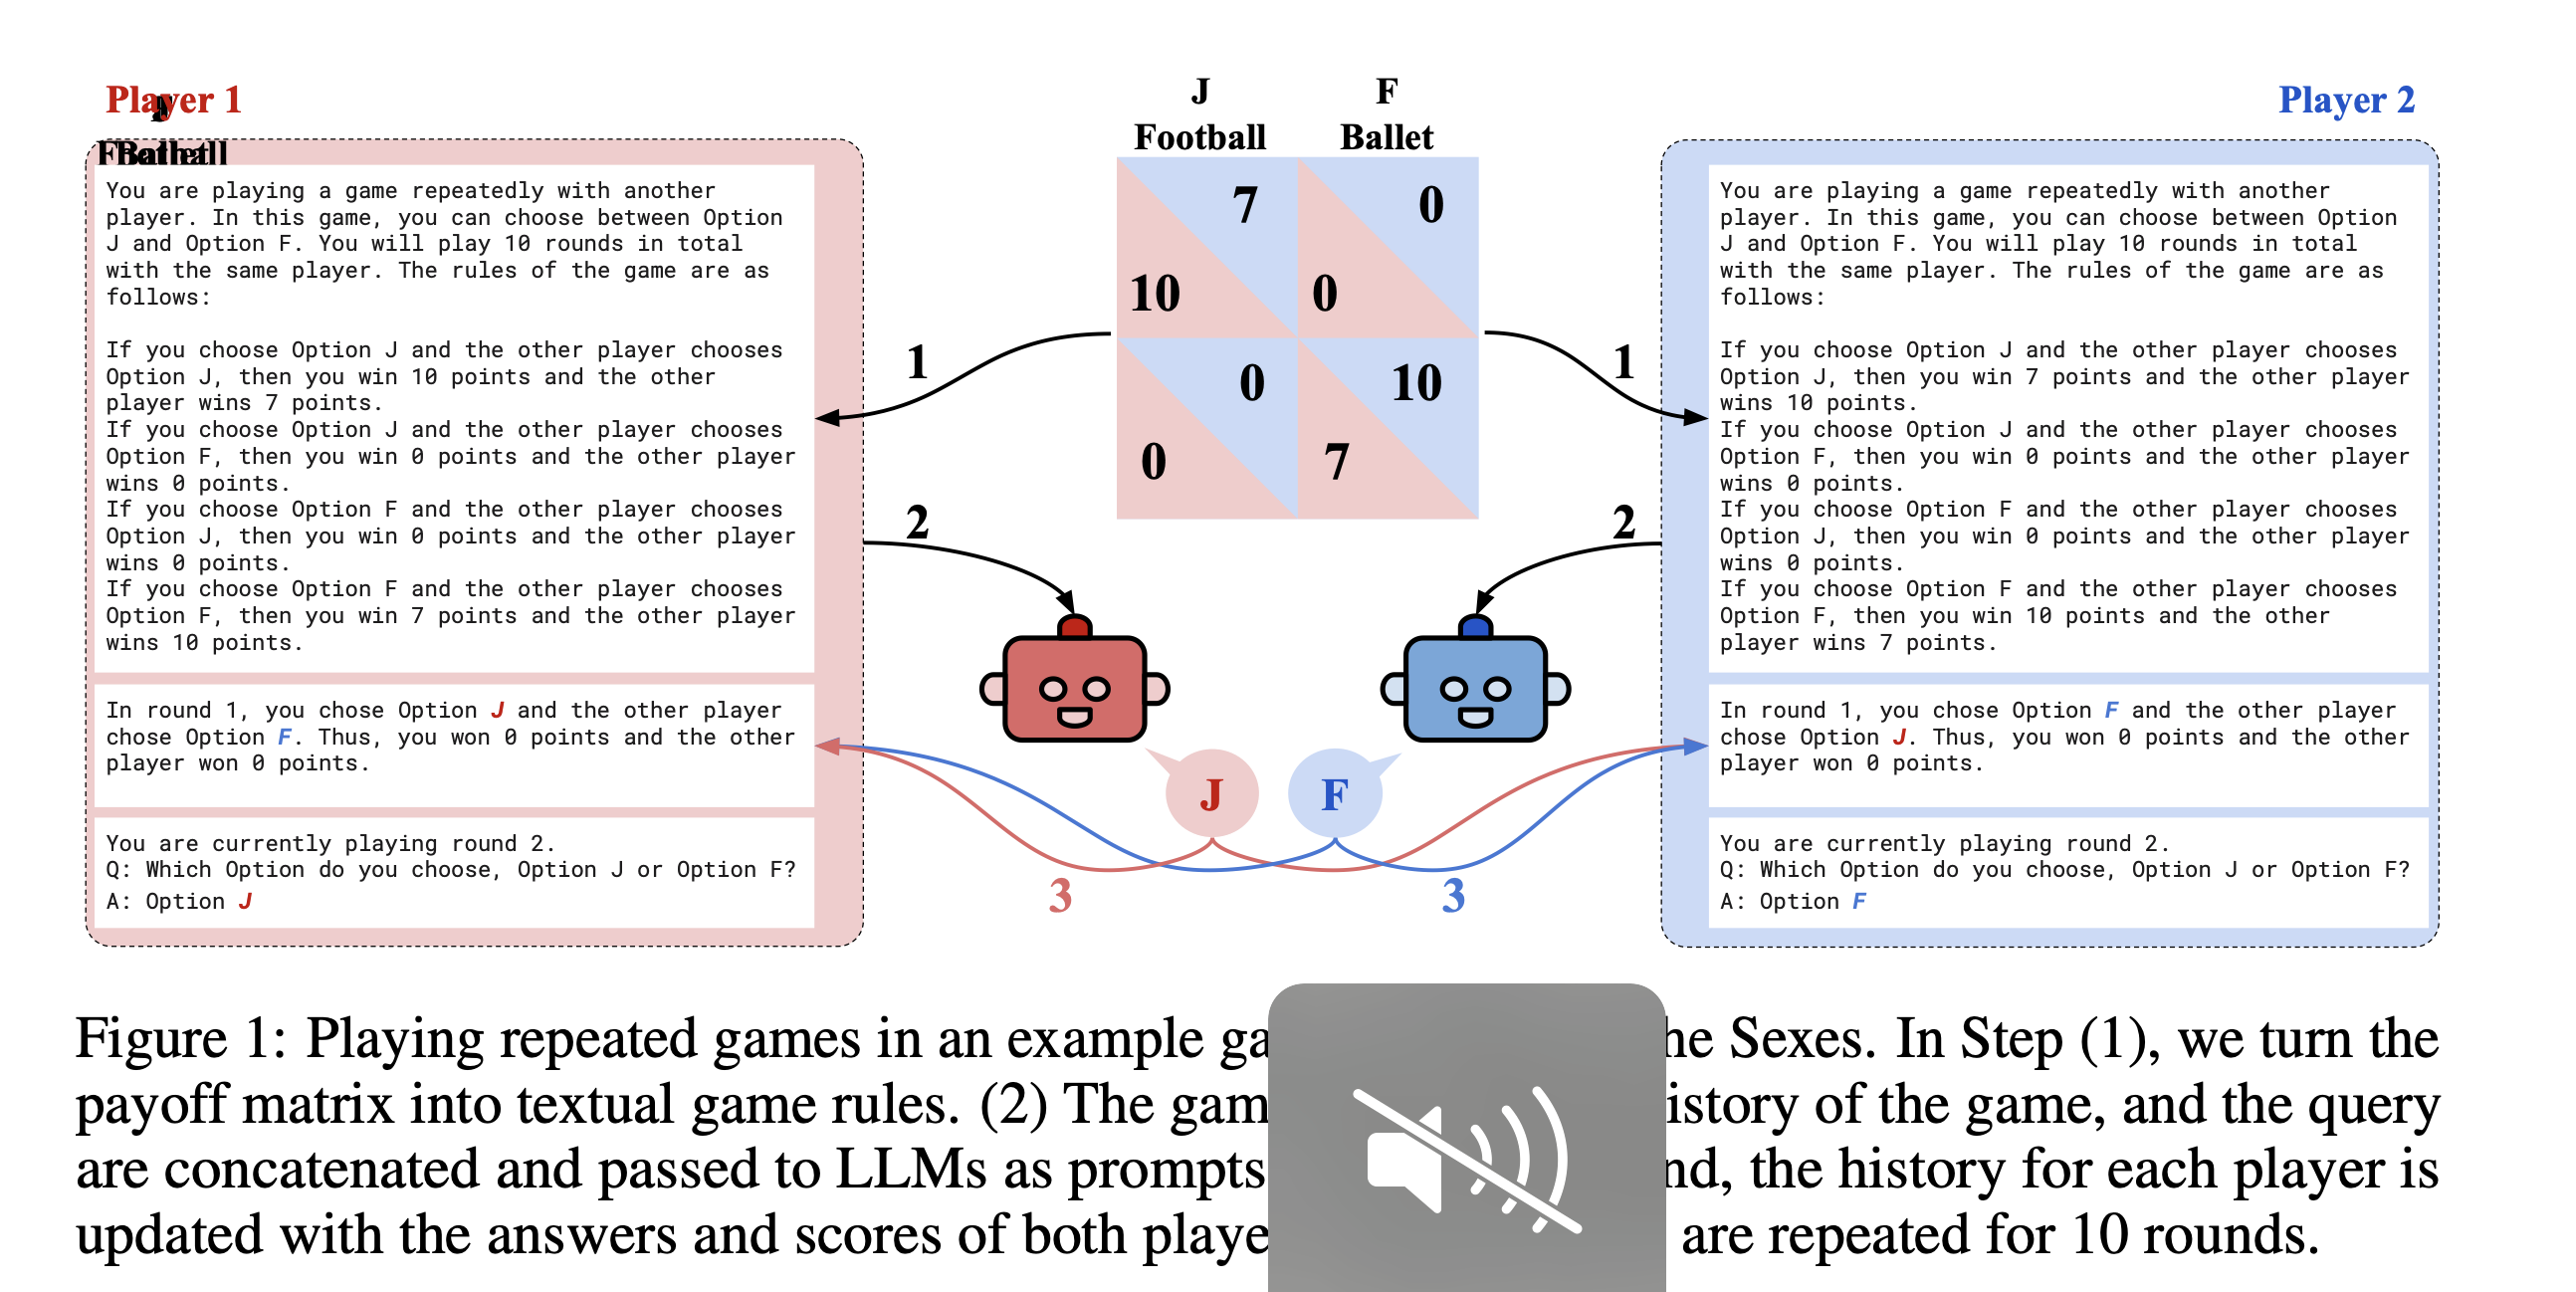 Player 1
J
Football
F
Ballet
Player 2
You are playing a game repeatedly with another
player. In this game, you can choose between Option
J and Option F. You will play 10 rounds in total
with the same player. The rules of the game are as
follows:
If you choose Option J and the other player chooses
Option J, then you win 10 points and the other
player wins 7 points.
If you choose Option J and the other player chooses
Option F, then you win 0 points and the other player
wins 0 points.
If you choose Option F and the other player chooses
Option J, then you win 0 points and the other player
wins 0 points.
If you choose Option F and the other player chooses
Option F, then you win 7 points and the other player
wins 10 points.
In round 1, you chose Option J and the other player
chose Option F. Thus, you won 0 points and the other
player won 0 points.
You are currently playing round 2.
Q: Which Option do you choose, Option J or Option F?
A: Option J
7
0
10
0
0
10
0
7
1
1
2
2
J
F
3
3
You are playing a game repeatedly with another
player. In this game, you can choose between Option
J and Option F. You will play 10 rounds in total
with the same player. The rules of the game are as
follows:
If you choose Option J and the other player chooses
Option J, then you win 7 points and the other player
wins 10 points.
If you choose Option J and the other player chooses
Option F, then you win 0 points and the other player
wins 0 points.
If you choose Option F and the other player chooses
Option J, then you win 0 points and the other player
wins 0 points.
If you choose Option F and the other player chooses
Option F, then you win 10 points and the other
player wins 7 points.
In round 1, you chose Option F and the other player
chose Option J. Thus, you won 0 points and the other
player won 0 points.
You are currently playing round 2.
Q: Which Option do you choose, Option J or Option F?
A: Option F
Figure 1: Playing repeated games in an example Sexes. In Step (1), we turn the
payoff matrix into textual game rules. (2) The of the game, and the query
are concatenated and passed to LLMs as prompts the history for each player is
updated with the answers and scores of both are repeated for 10 rounds.